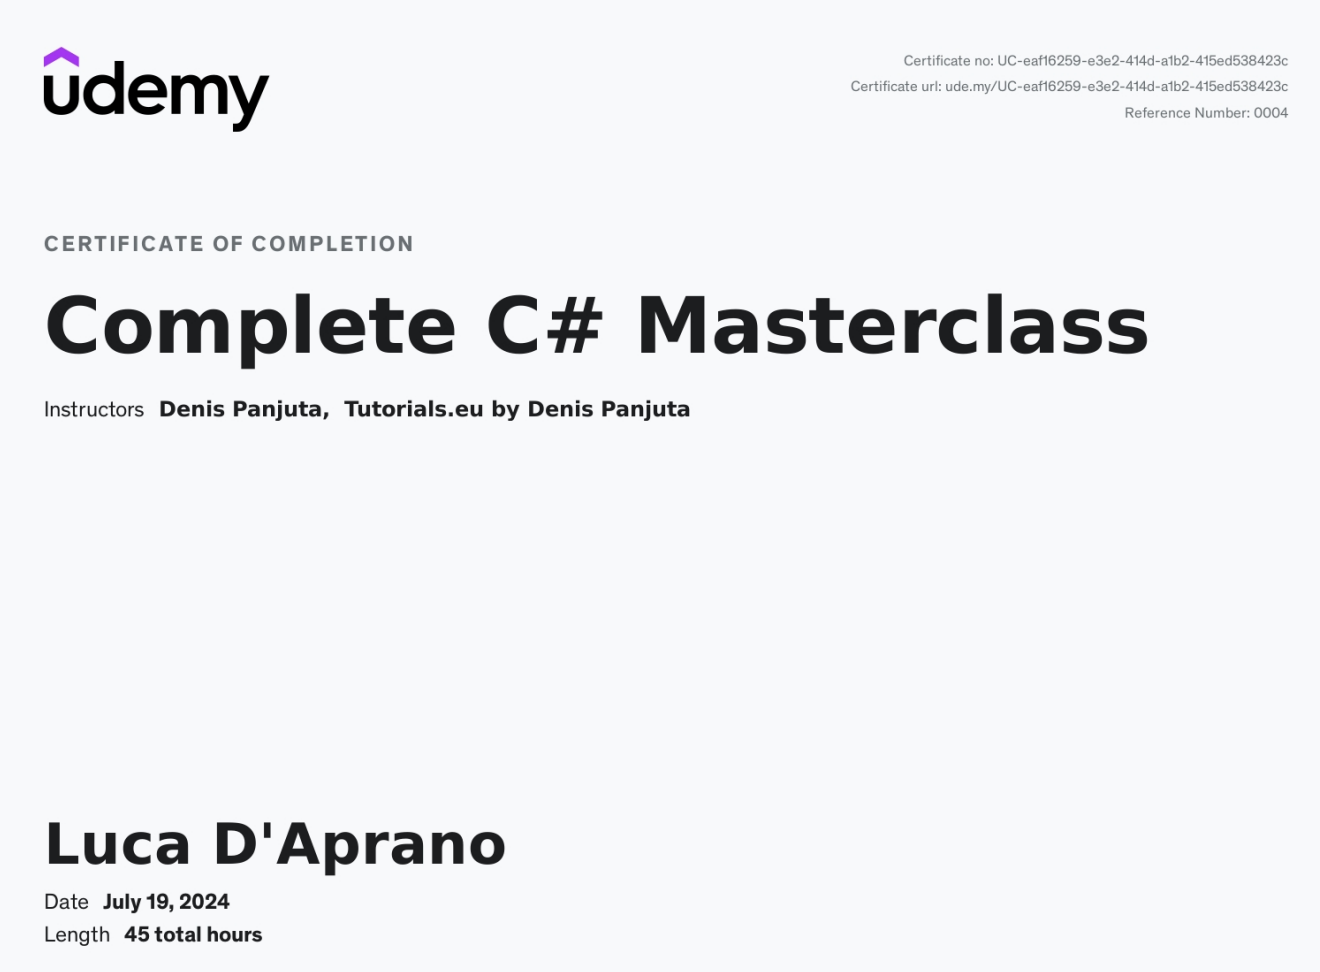 udemy
Certificate no: UC-eaf16259-e3e2-414d-a1b2-415ed538423c
Certificate url: ude.my/UC-eaf16259-e3e2-414d-a1b2-415ed538423c
Reference Number: 0004
CERTIFICATE OF COMPLETION
Complete C# Masterclass
Instructors Denis Panjuta, Tutorials.eu by Denis Panjuta
Luca D'Aprano
Date July 19, 2024
Length 45 total hours